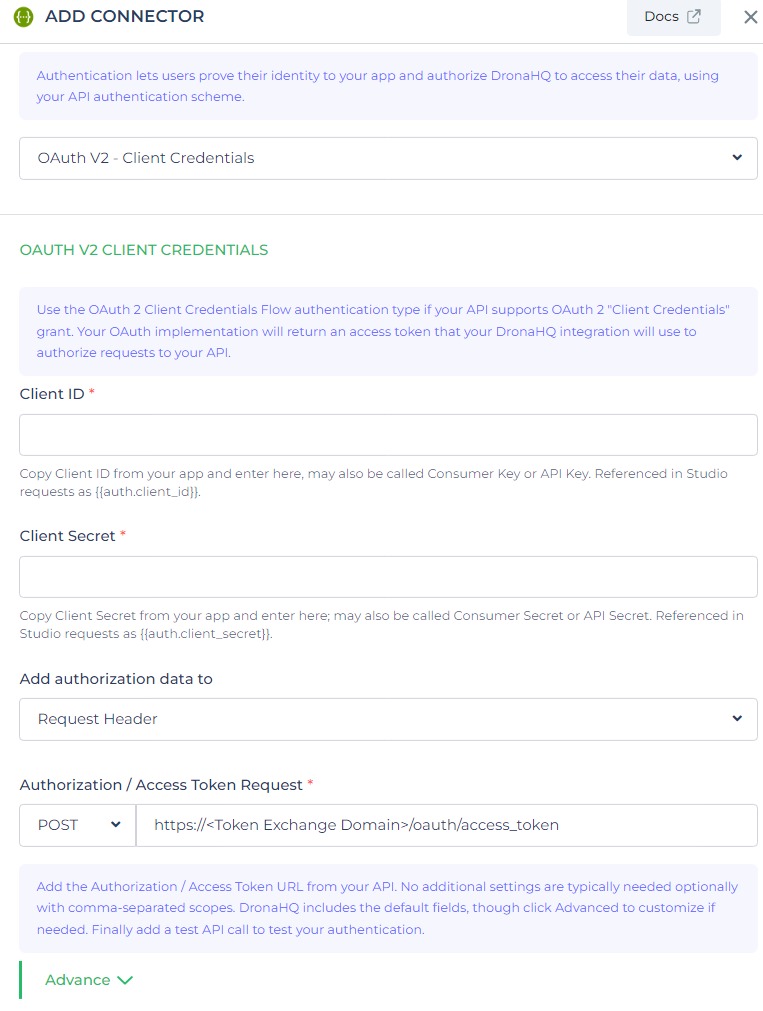 ADD CONNECTOR
Docs
Authentication lets users prove their identity to your app and authorize DronaHQ to access their data, using
your API authentication scheme.
OAuth V2 - Client Credentials
OAUTH V2 CLIENT CREDENTIALS
Use the OAuth 2 Client Credentials Flow authentication type if your API supports OAuth 2 "Client Credentials"
grant. Your OAuth implementation will return an access token that your DronaHQ integration will use to
authorize requests to your API.
Client ID *
Copy Client ID from your app and enter here, may also be called Consumer Key or API Key. Referenced in Studio
requests as {{auth.client_id}}.
Client Secret *
Copy Client Secret from your app and enter here; may also be called Consumer Secret or API Secret. Referenced in
Studio requests as {{auth.client_secret}}.
Add authorization data to
Request Header
Authorization / Access Token Request *
POST https://<Token Exchange Domain>/oauth/access_token
Add the Authorization / Access Token URL from your API. No additional settings are typically needed optionally
with comma-separated scopes. DronaHQ includes the default fields, though click Advanced to customize if
needed. Finally add a test API call to test your authentication.
Advance